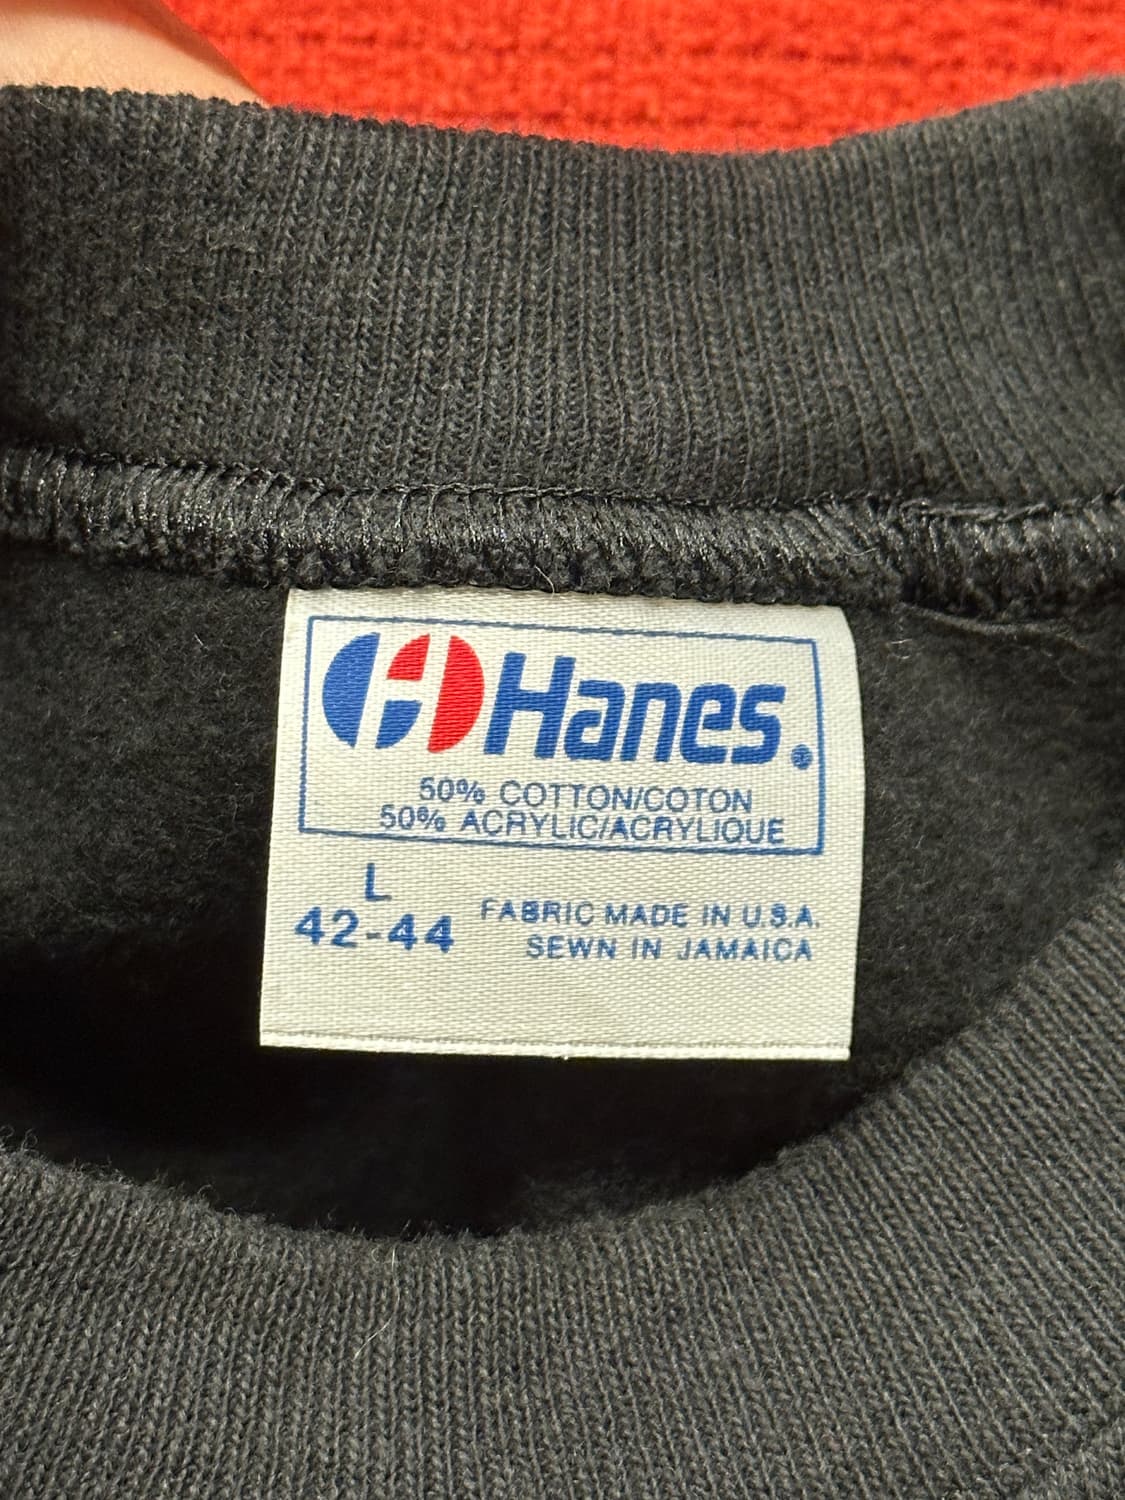 Hanes.®
50% COTTON/COTON
50% ACRYLIC/ACRYLIQUE
L
42-44
FABRIC MADE IN U.S.A.
SEWN IN JAMAICA